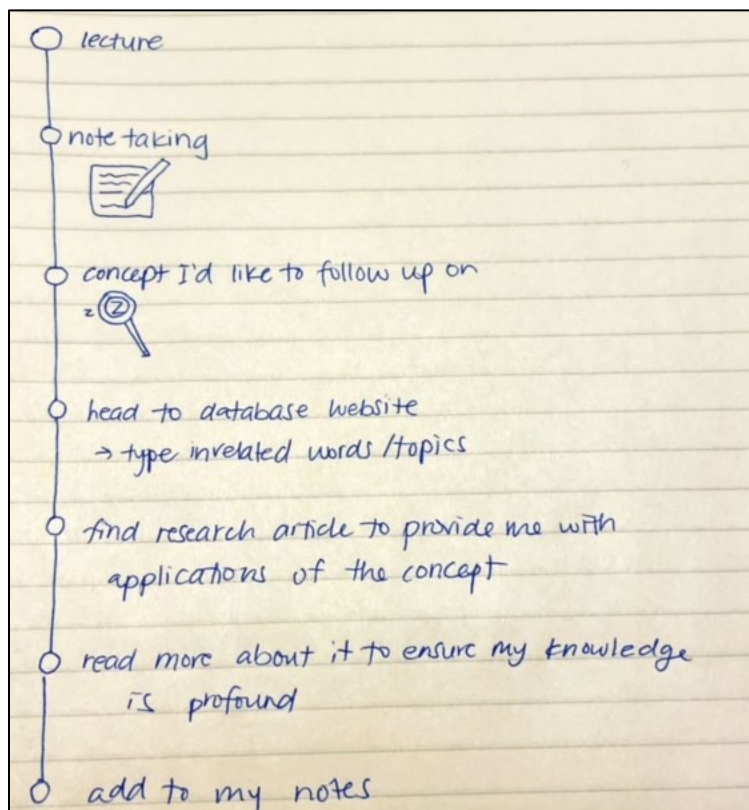 lecture
note taking
concept I'd like to follow up on
z Z
head to database website
→ type in related words/topics
find research article to provide me with
applications of the concept
read more about it to ensure my knowledge
is profound
add to my notes